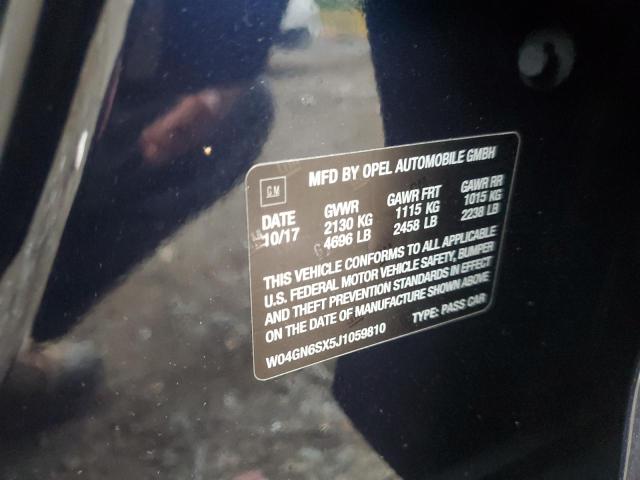 GM
MFD BY OPEL AUTOMOBILE GMBH
DATE GVWR GAWR FRT GAWR RR
10/17 2130 KG 1115 KG 1015 KG
4696 LB 2458 LB 2238 LB
THIS VEHICLE CONFORMS TO ALL APPLICABLE
U.S. FEDERAL MOTOR VEHICLE SAFETY, BUMPER
AND THEFT PREVENTION STANDARDS IN EFFECT
ON THE DATE OF MANUFACTURE SHOWN ABOVE
W04GN6SX5J1059810 TYPE: PASS CAR